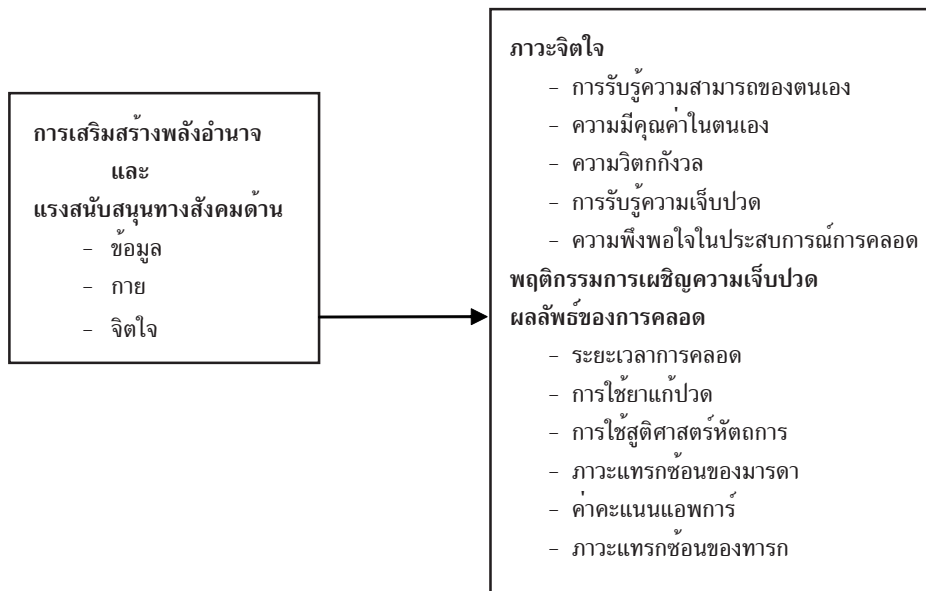 การเสริมสร้างพลังอำนาจ
และ
แรงสนับสนุนทางสังคมด้าน
- ข้อมูล
- กาย
- จิตใจ
ภาวะจิตใจ
- การรับรู้ความสามารถของตนเอง
- ความมีคุณค่าในตนเอง
- ความวิตกกังวล
- การรับรู้ความเจ็บปวด
- ความพึงพอใจในประสบการณ์การคลอด
พฤติกรรมการเผชิญความเจ็บปวด
ผลลัพธ์ของการคลอด
- ระยะเวลาการคลอด
- การใช้ยาแก้ปวด
- การใช้สูติศาสตร์หัตถการ
- ภาวะแทรกซ้อนของมารดา
- ค่าคะแนนแอพการ์
- ภาวะแทรกซ้อนของทารก